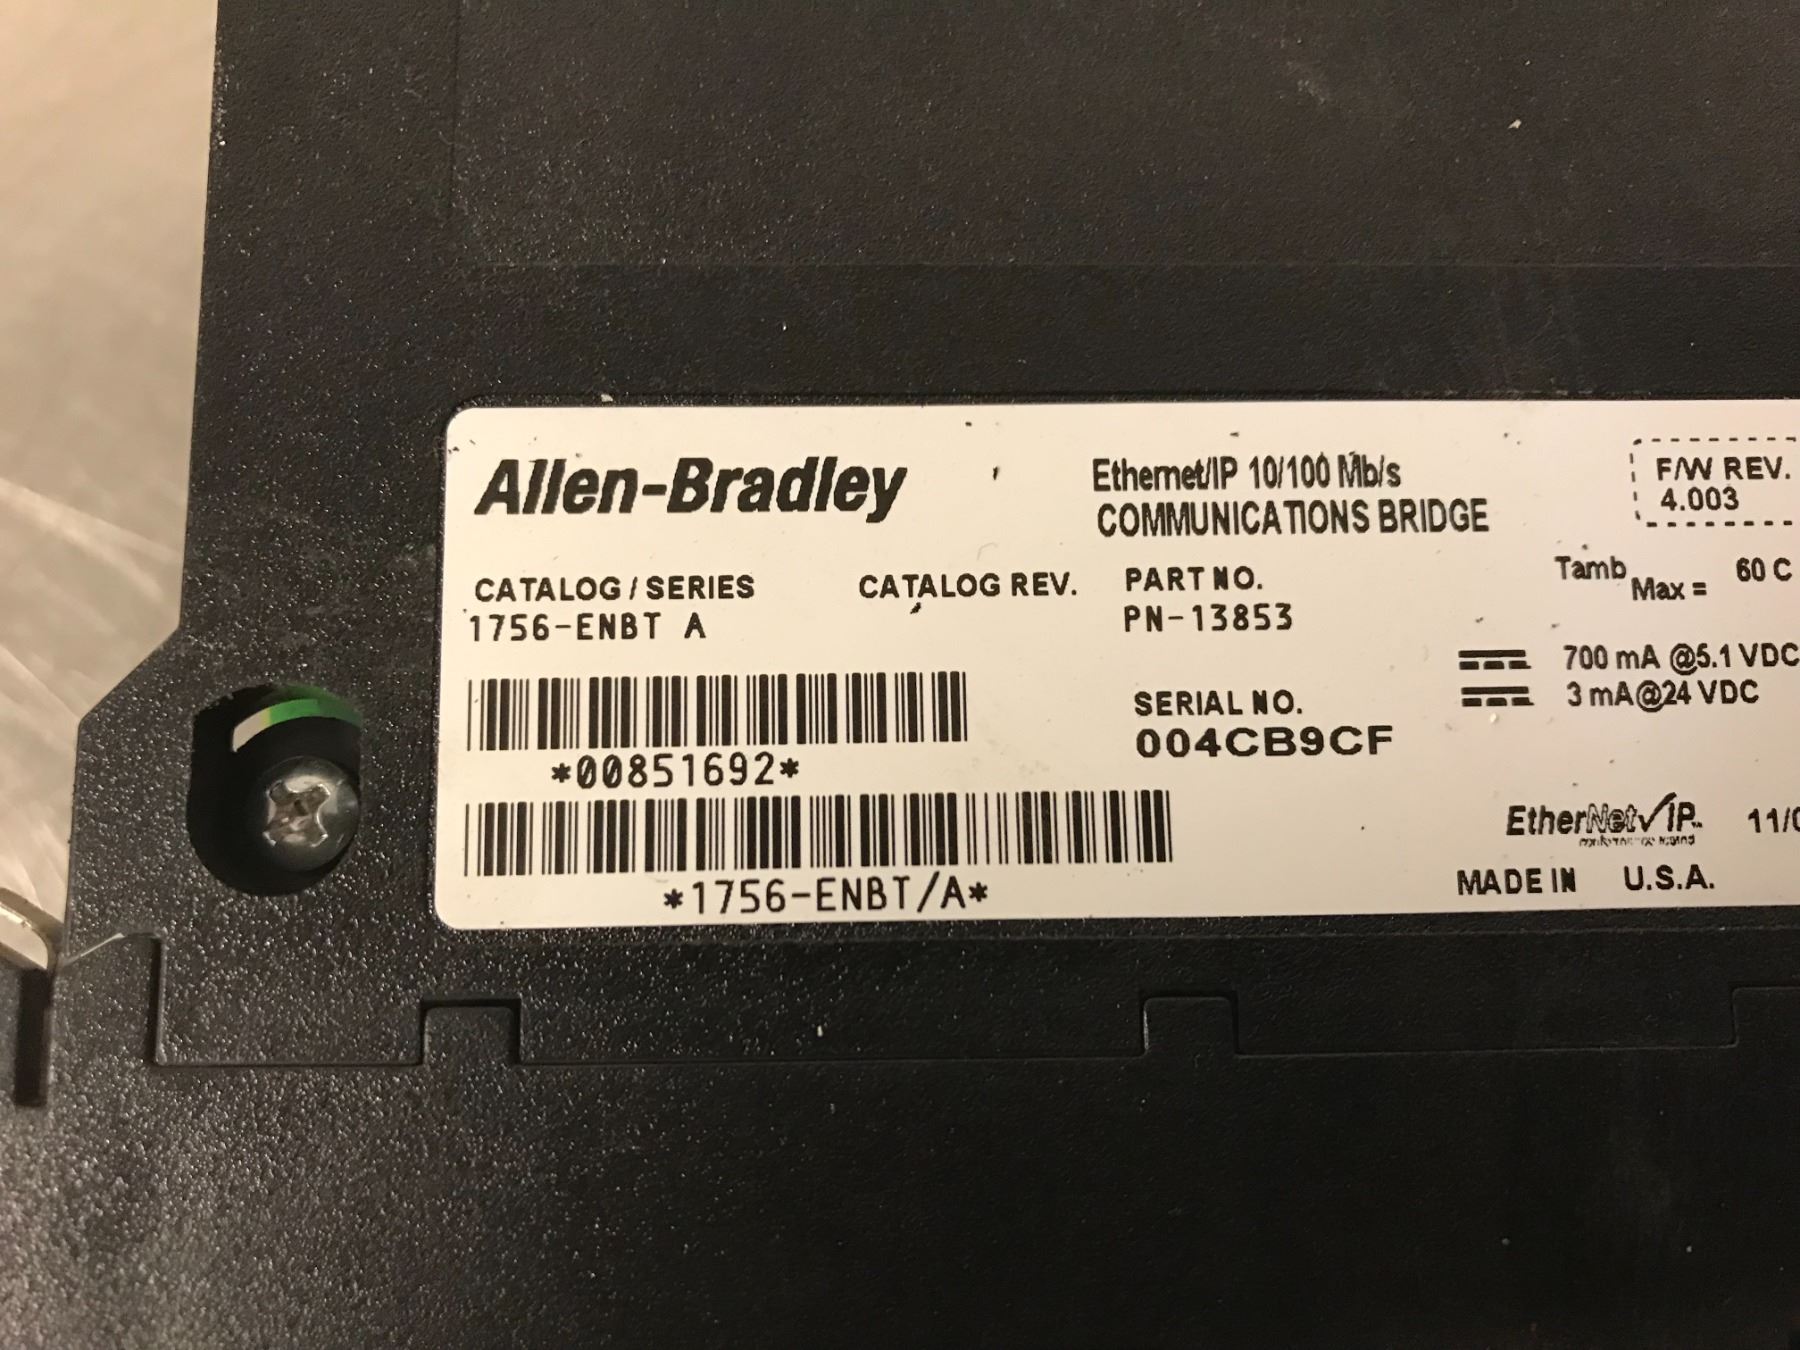 Allen-Bradley
Ethernet/IP 10/100 Mb/s
COMMUNICATIONS BRIDGE
F/W REV.
4.003
CATALOG / SERIES
1756-ENBT A
CATALOG REV.
PART NO.
PN-13853
Tamb Max = 60 C
700 mA @5.1 VDC
3 mA@24 VDC
SERIAL NO.
004CB9CF
*00851692*
*1756-ENBT/A*
EtherNet/IP
11/0
MADE IN U.S.A.